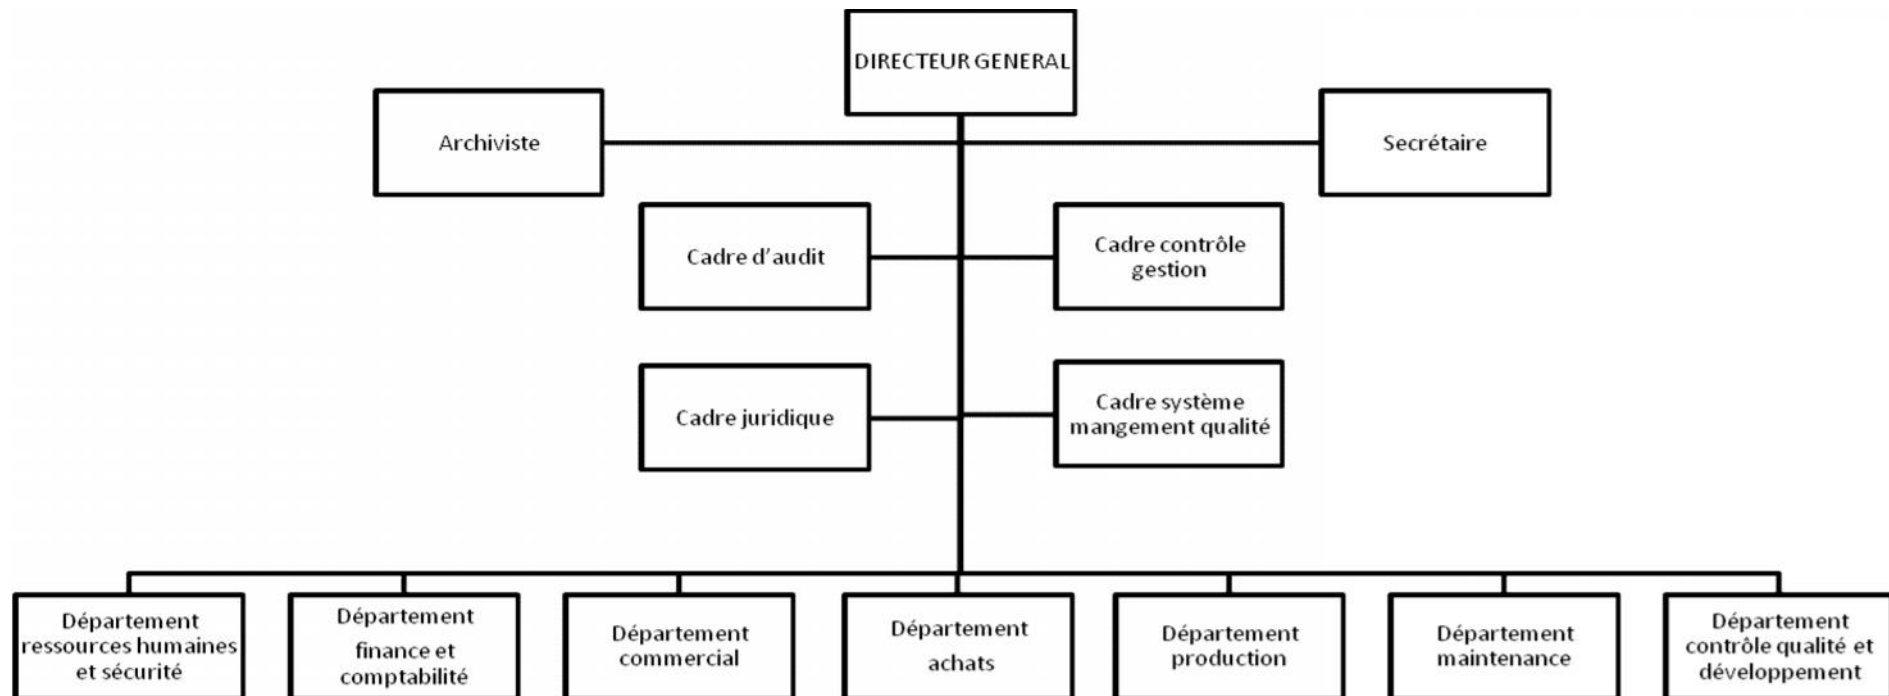 DIRECTEUR GENERAL
Archiviste
Secrétaire
Cadre d'audit
Cadre contrôle
gestion
Cadre juridique
Cadre système
mangement qualité
Département
ressources humaines
et sécurité
Département
finance et
comptabilité
Département
commercial
Département
achats
Département
production
Département
maintenance
Département
contrôle qualité et
développement